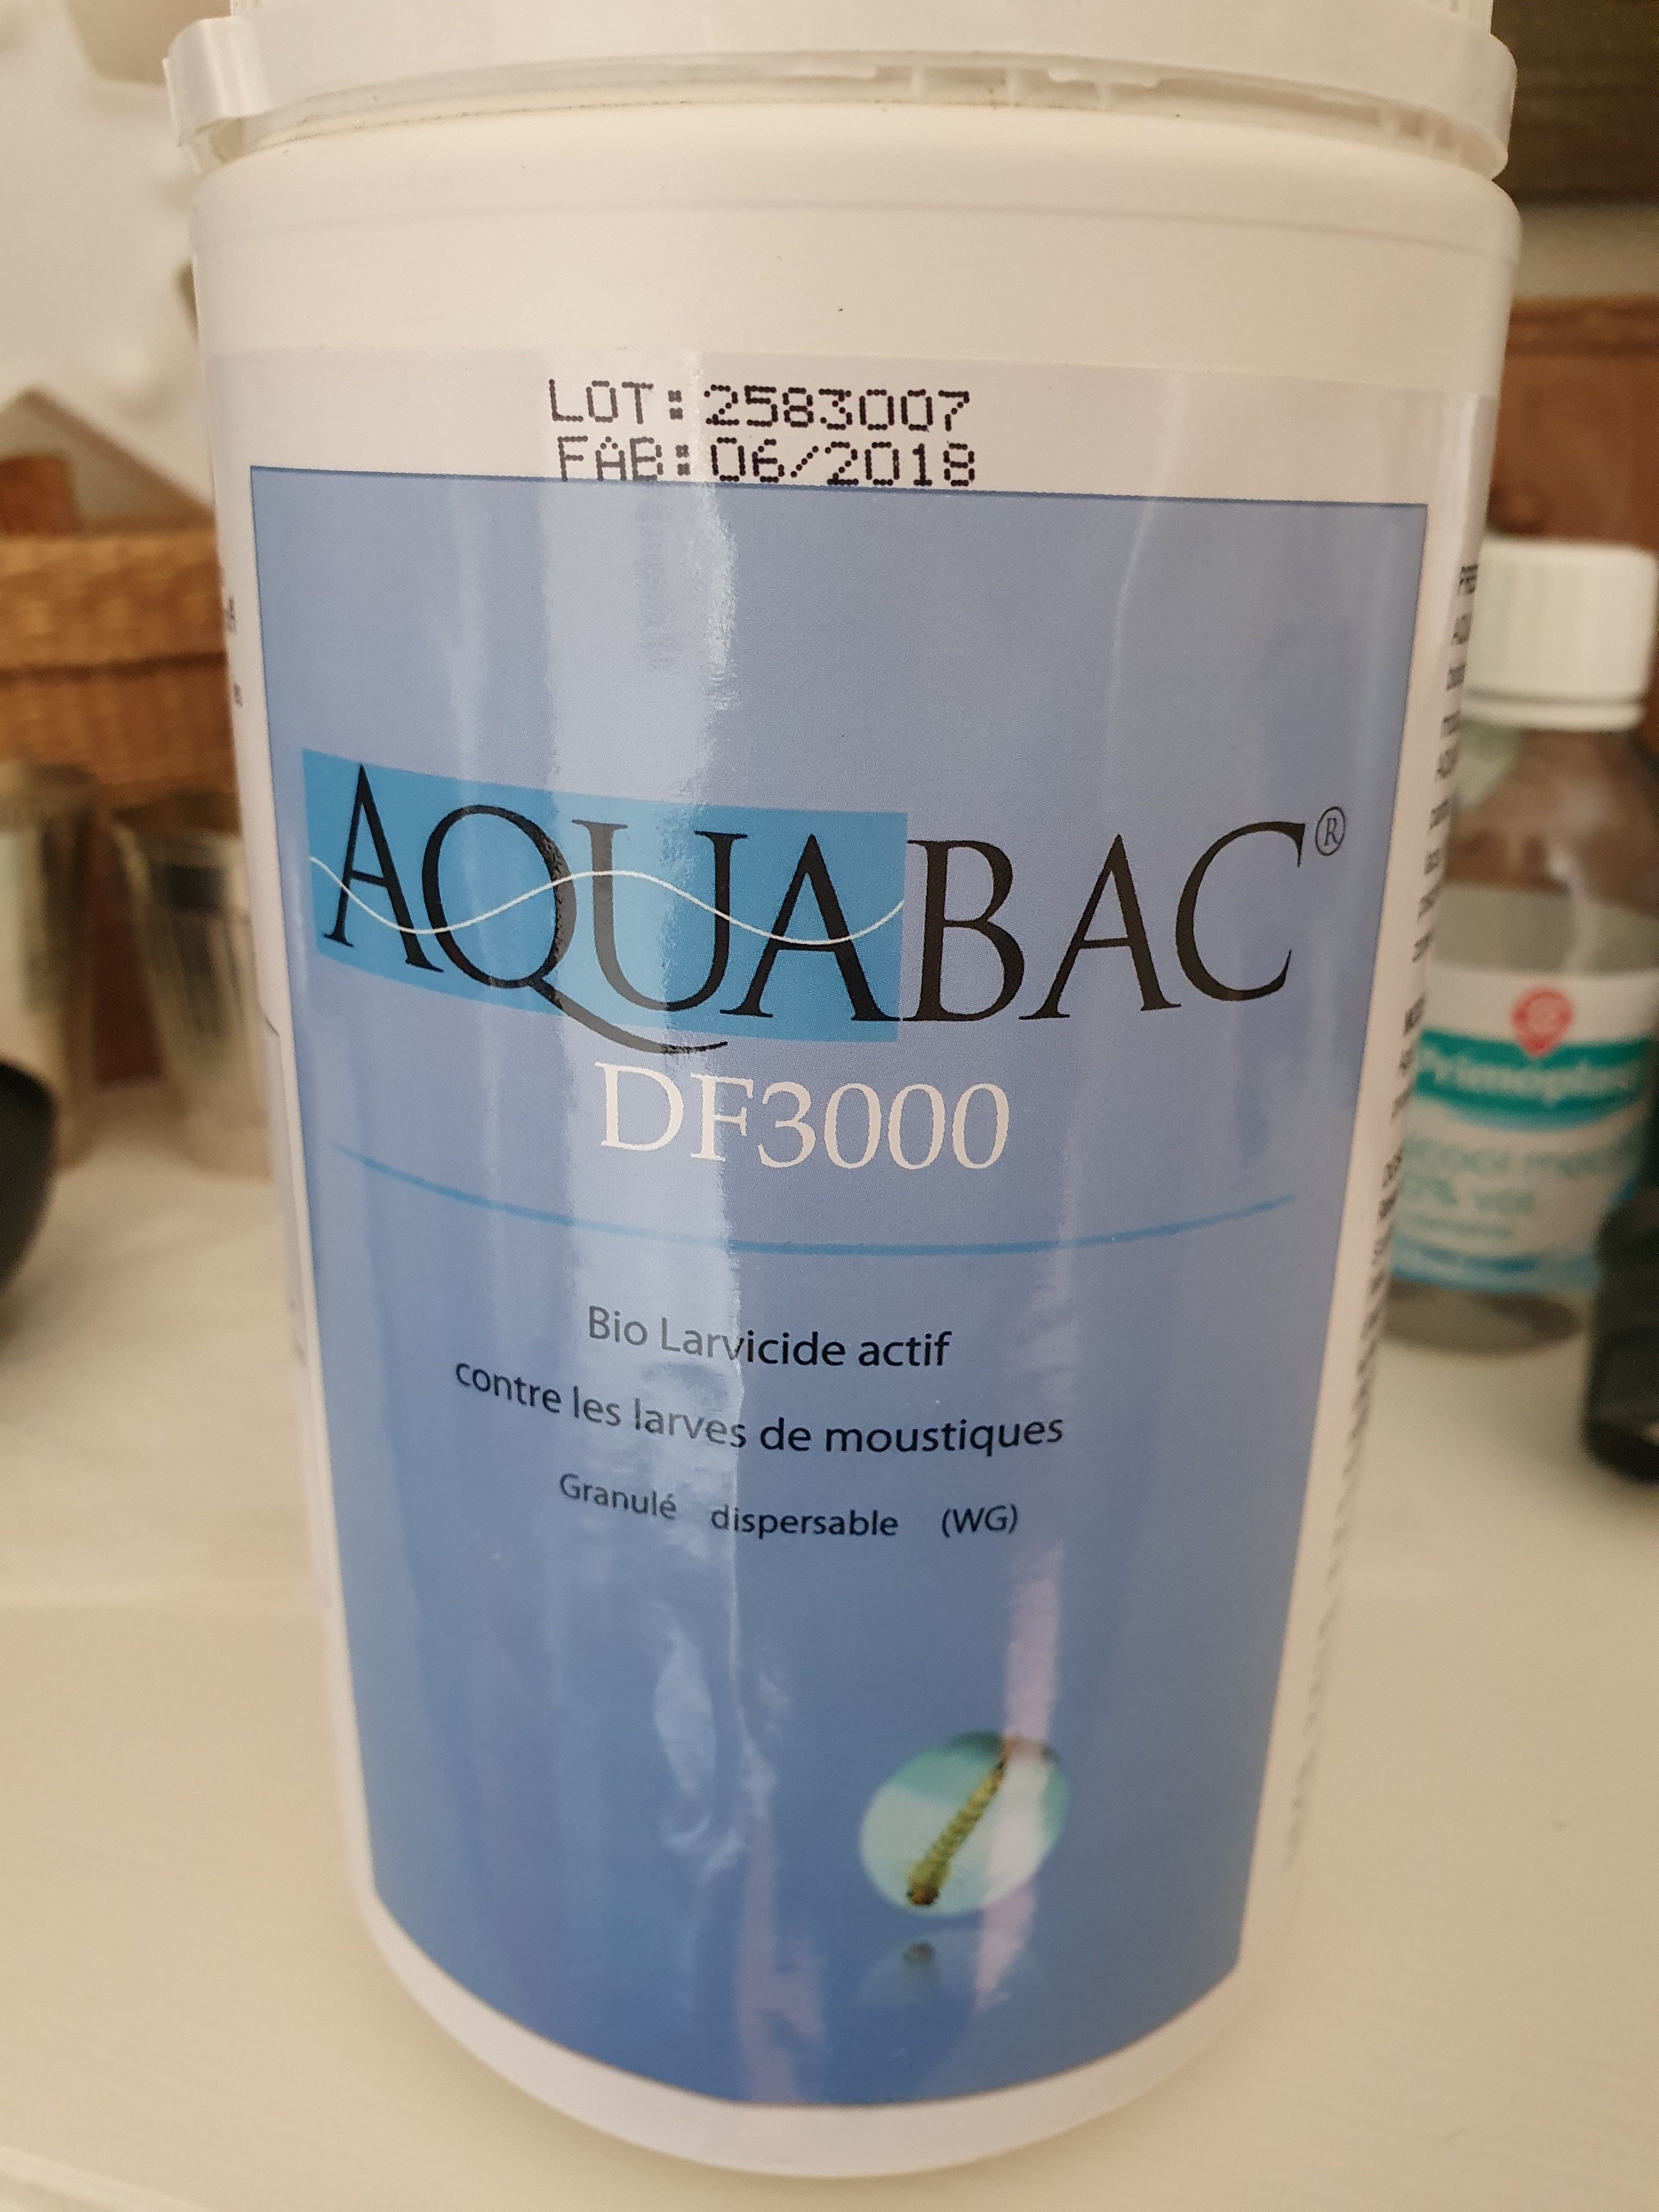 LOT:2583007
FAB:06/2018
AQUABAC®
DF3000
Bio Larvicide actif
contre les larves de moustiques
Granulé dispersable (WG)